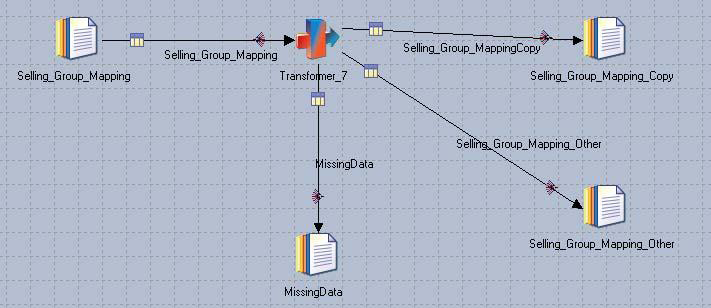 Selling_Group_Mapping
Selling_Group_Mapping
Transformer_7
Selling_Group_MappingCopy
Selling_Group_Mapping_Copy
Selling_Group_Mapping_Other
Selling_Group_Mapping_Other
MissingData
MissingData